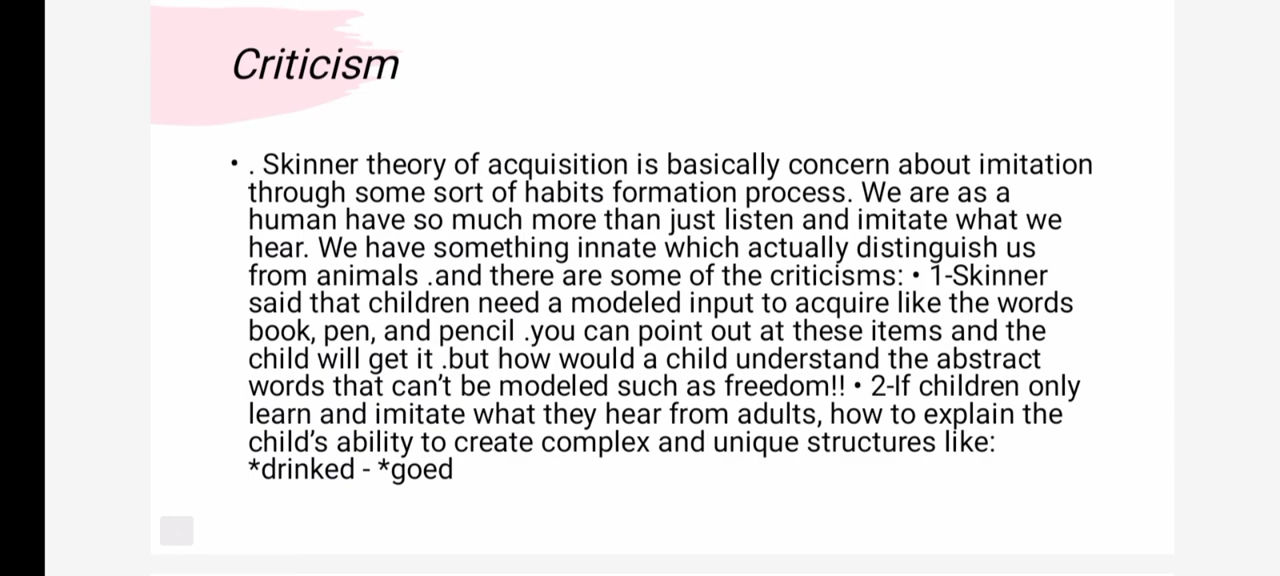 Criticism
• . Skinner theory of acquisition is basically concern about imitation
through some sort of habits formation process. We are as a
human have so much more than just listen and imitate what we
hear. We have something innate which actually distinguish us
from animals .and there are some of the criticisms: • 1-Skinner
said that children need a modeled input to acquire like the words
book, pen, and pencil .you can point out at these items and the
child will get it .but how would a child understand the abstract
words that can’t be modeled such as freedom!! • 2-If children only
learn and imitate what they hear from adults, how to explain the
child’s ability to create complex and unique structures like:
*drinked - *goed